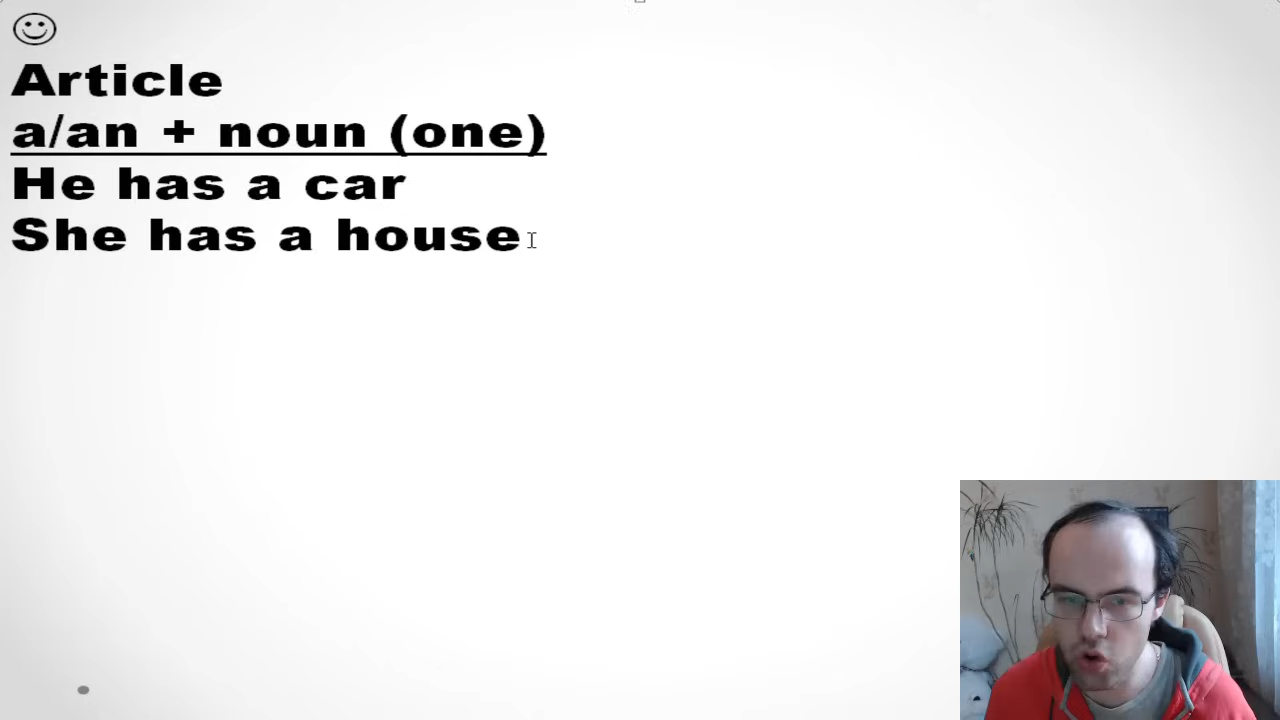 Article
a/an + noun (one)
He has a car
She has a house